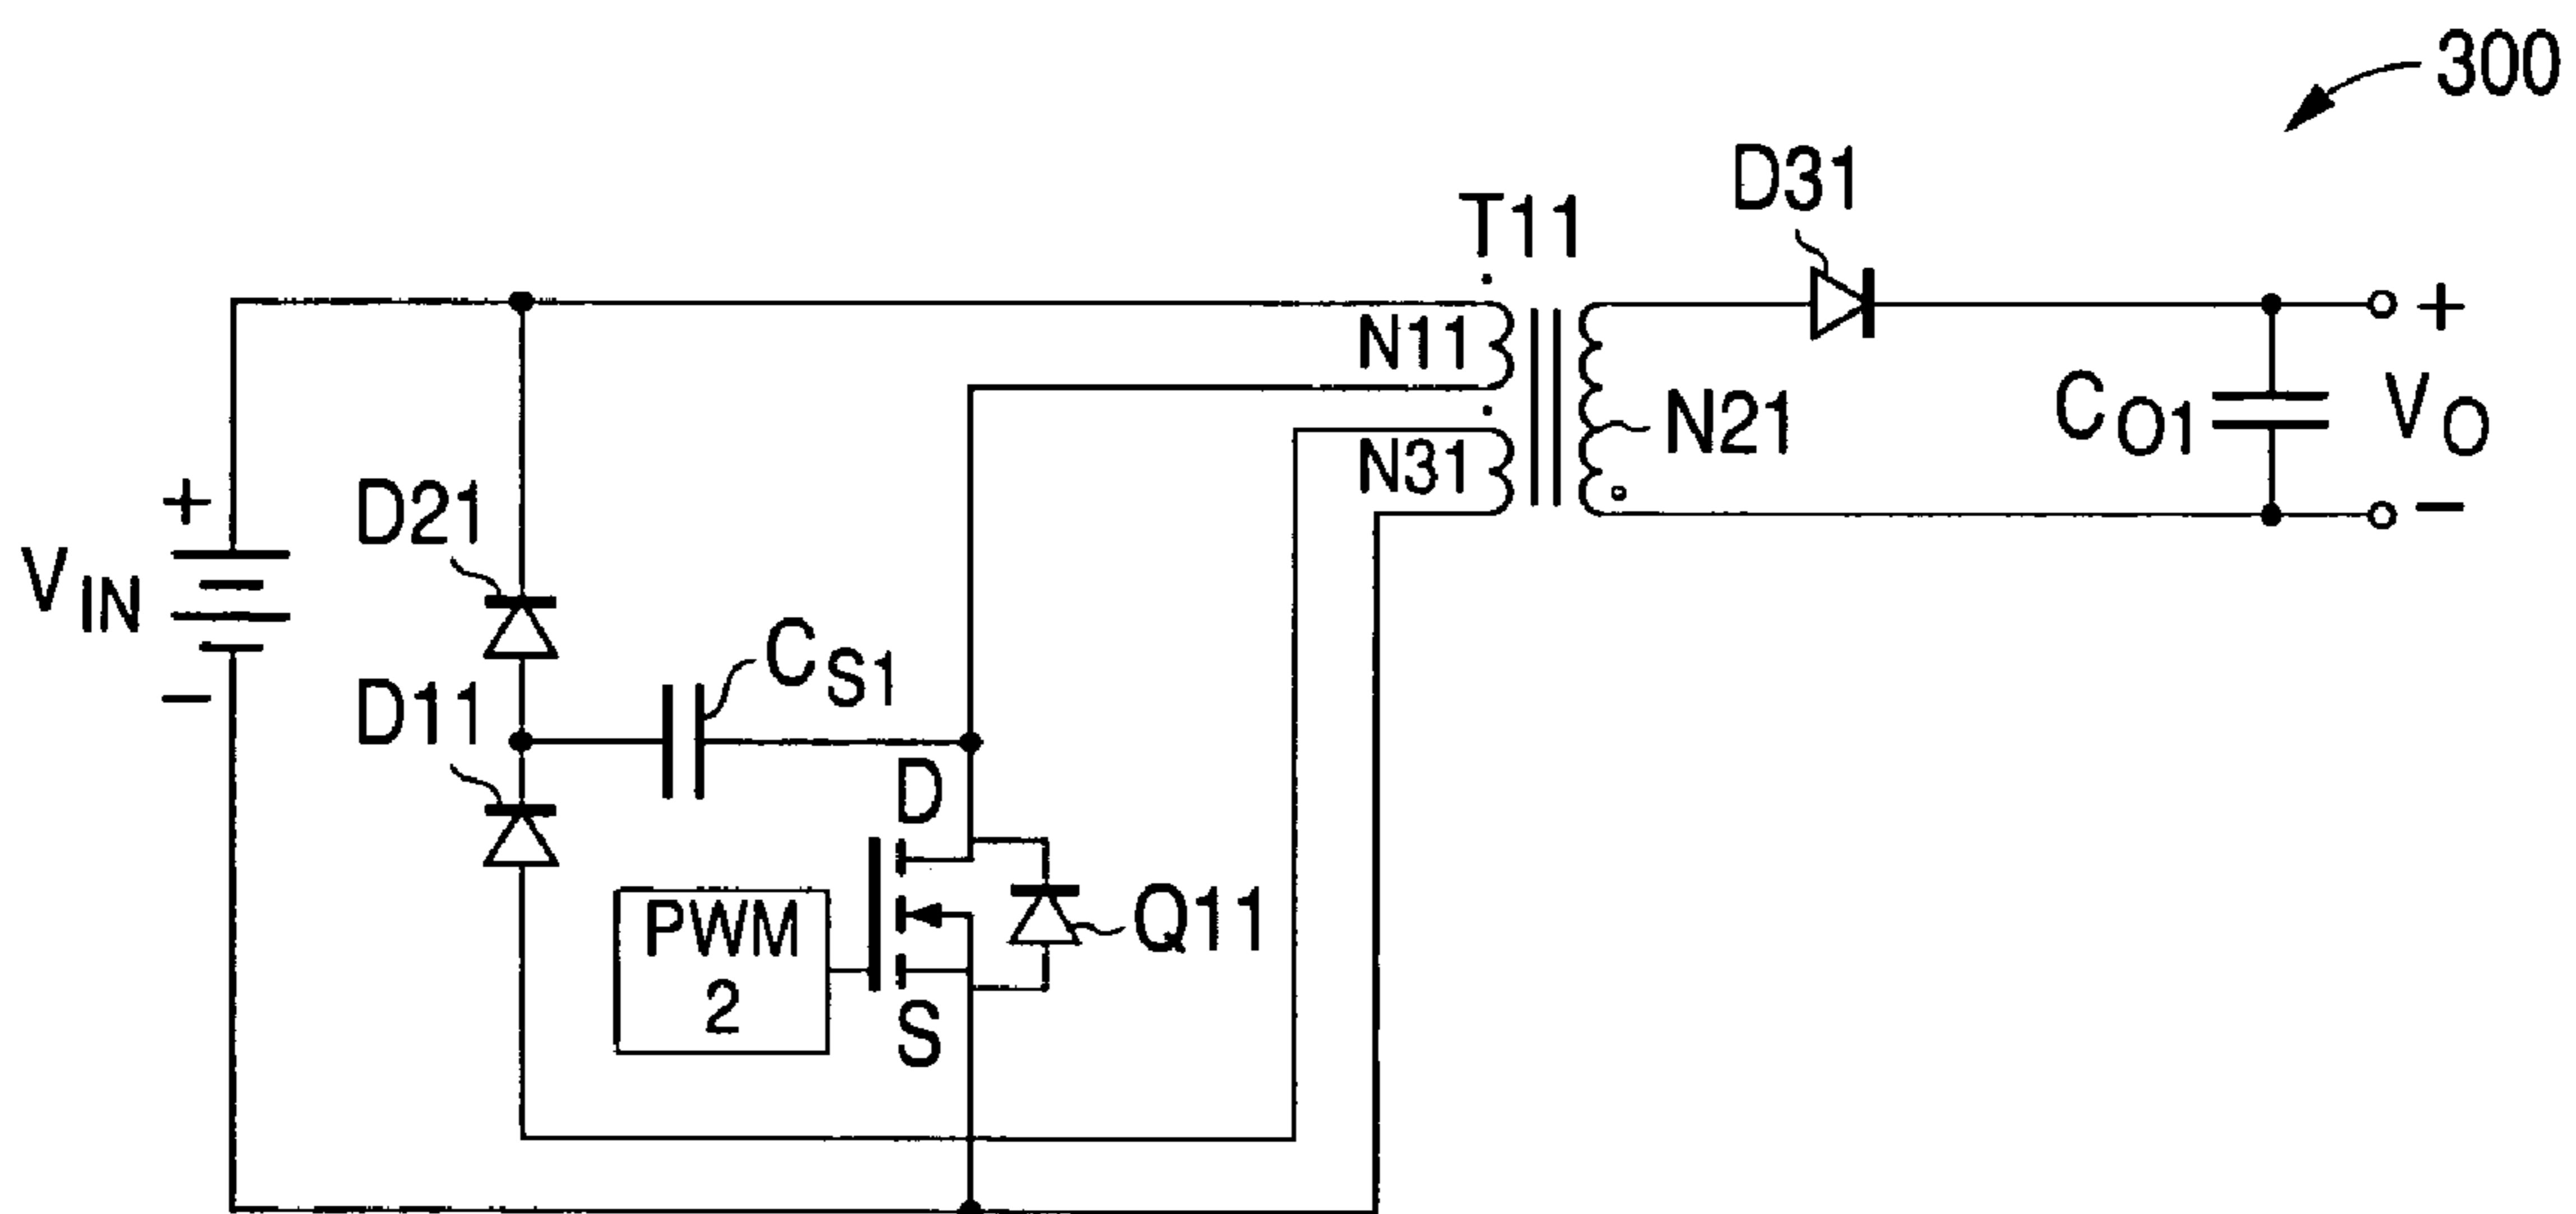 300
D31
T11
N11
+
N21
C O1
V O
N31
−
+
D21
V IN
C S1
−
D11
D
PWM
2
Q11
S